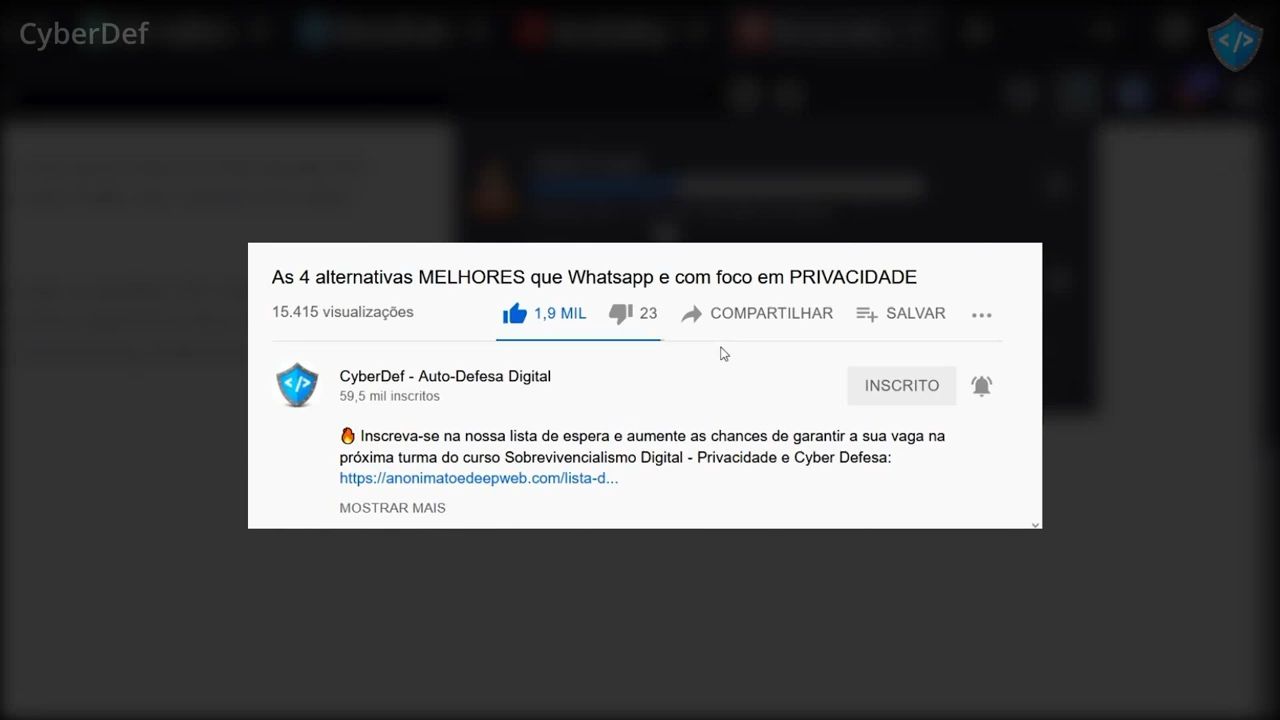 CyberDef
As 4 alternativas MELHORES que Whatsapp e com foco em PRIVACIDADE
15.415 visualizações
1,9 MIL
23
COMPARTILHAR
SALVAR
CyberDef - Auto-Defesa Digital
59,5 mil inscritos
INSCRITO
🔥 Inscreva-se na nossa lista de espera e aumente as chances de garantir a sua vaga na
próxima turma do curso Sobrevivencialismo Digital - Privacidade e Cyber Defesa:
https://anonimatoedeepweb.com/lista-d...
MOSTRAR MAIS